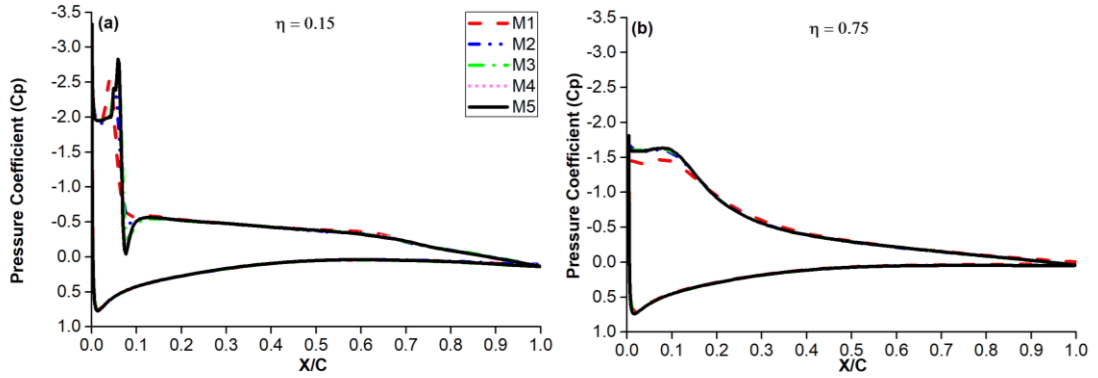 (a)
η = 0.15
M1
M2
M3
M4
M5
Pressure Coefficient (Cp)
-3.5
-3.0
-2.5
-2.0
-1.5
-1.0
-0.5
0.0
0.5
1.0
0.0 0.1 0.2 0.3 0.4 0.5 0.6 0.7 0.8 0.9 1.0
X/C
(b)
η = 0.75
Pressure Coefficient (Cp)
-3.5
-3.0
-2.5
-2.0
-1.5
-1.0
-0.5
0.0
0.5
1.0
0.0 0.1 0.2 0.3 0.4 0.5 0.6 0.7 0.8 0.9 1.0
X/C